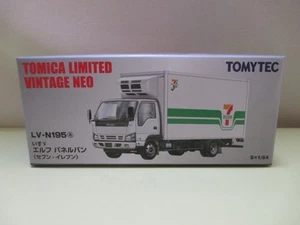 TOMICA LIMITED
VINTAGE NEO
TOMYTEC
LV-N195ⓐ
いすゞ
エルフ パネルバン
(セブン-イレブン)
7